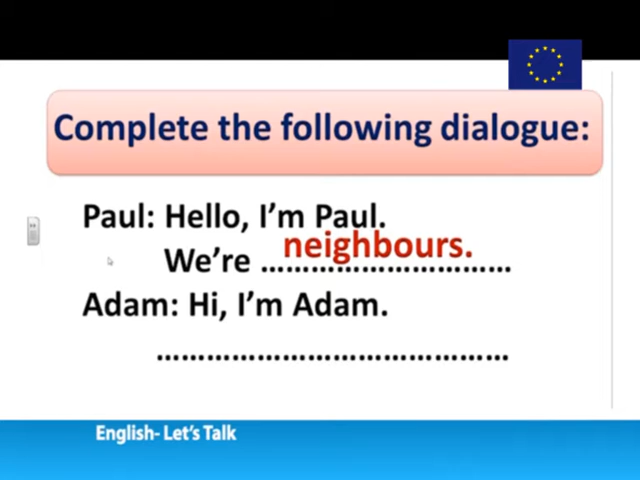 Complete the following dialogue:
Paul: Hello, I'm Paul.
We're neighbours. ..............................
Adam: Hi, I'm Adam.
..........................................
English- Let's Talk